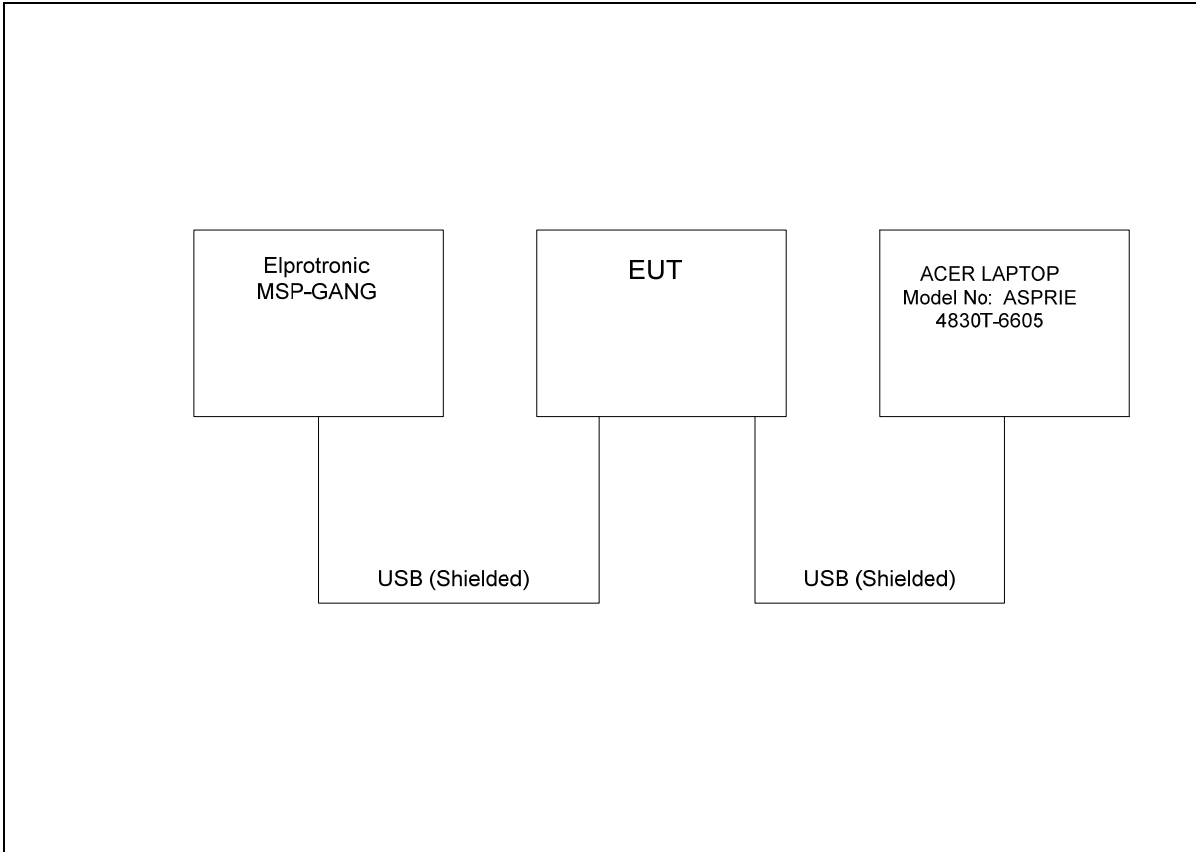 Elprotronic
MSP-GANG
EUT
ACER LAPTOP
Model No: ASPRIE
4830T-6605
USB (Shielded)
USB (Shielded)